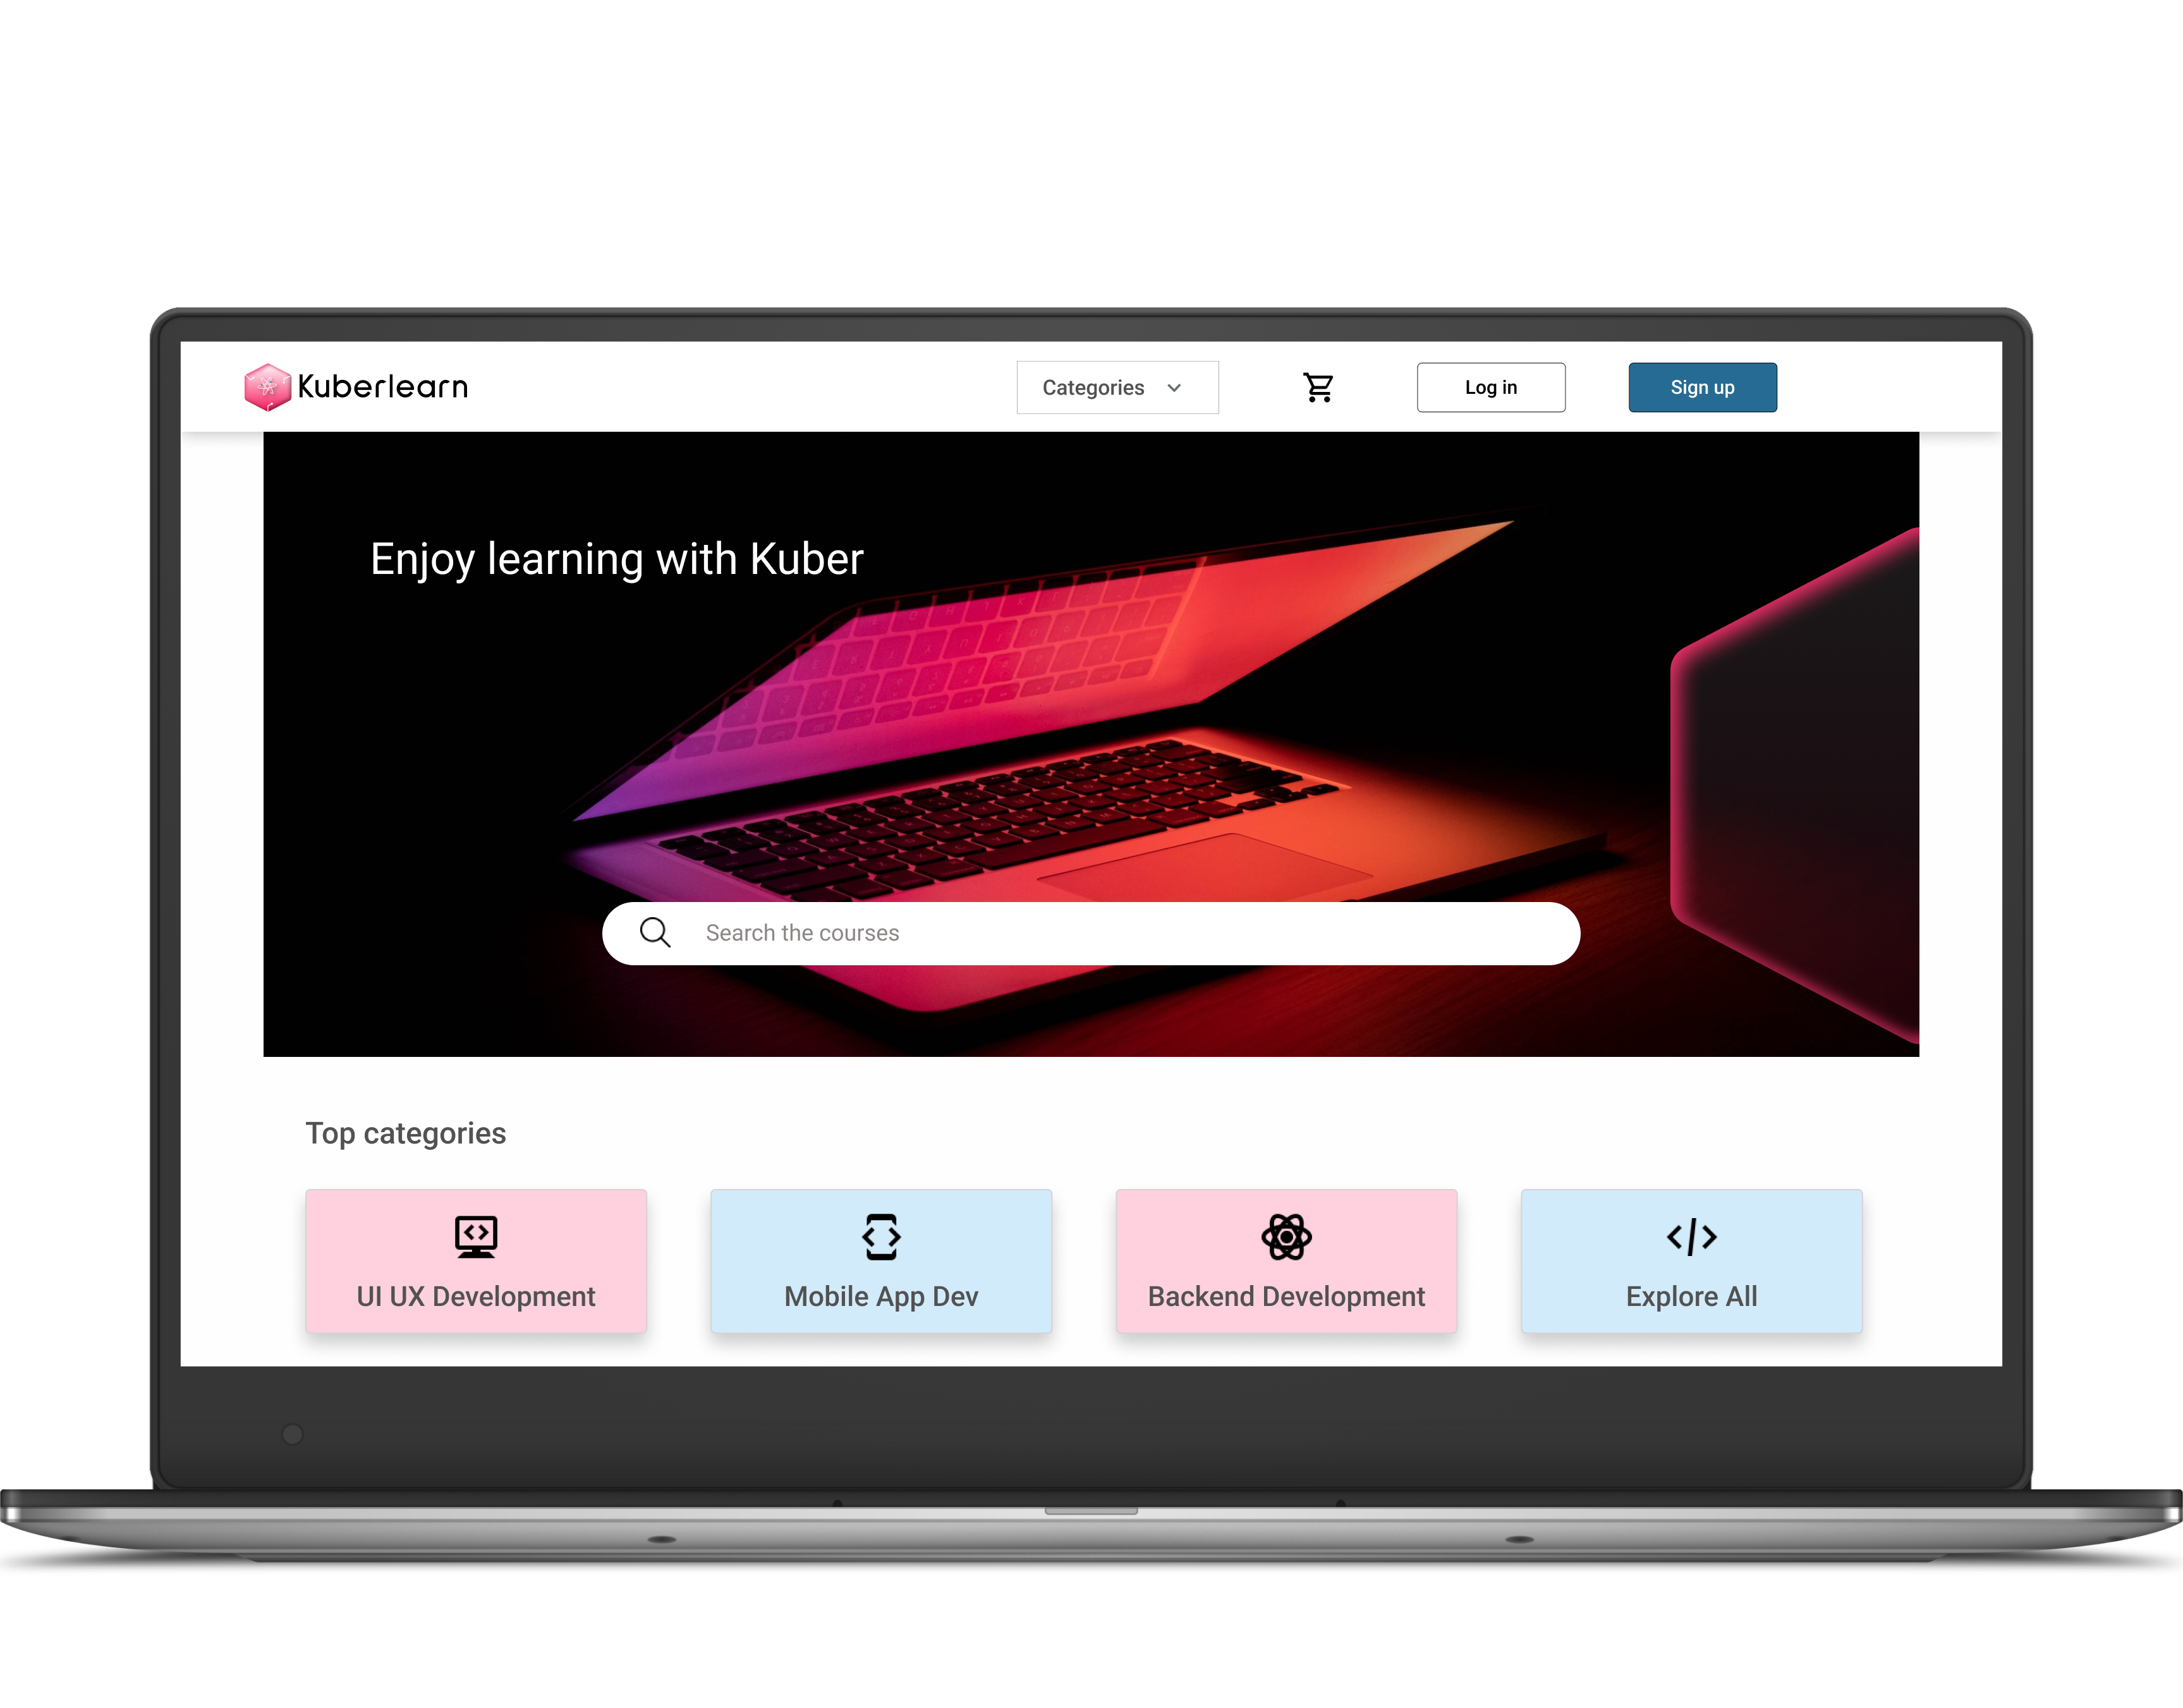 Kuberlearn
Categories
Log in
Sign up
Enjoy learning with Kuber
Search the courses
Top categories
UI UX Development
Mobile App Dev
Backend Development
Explore All